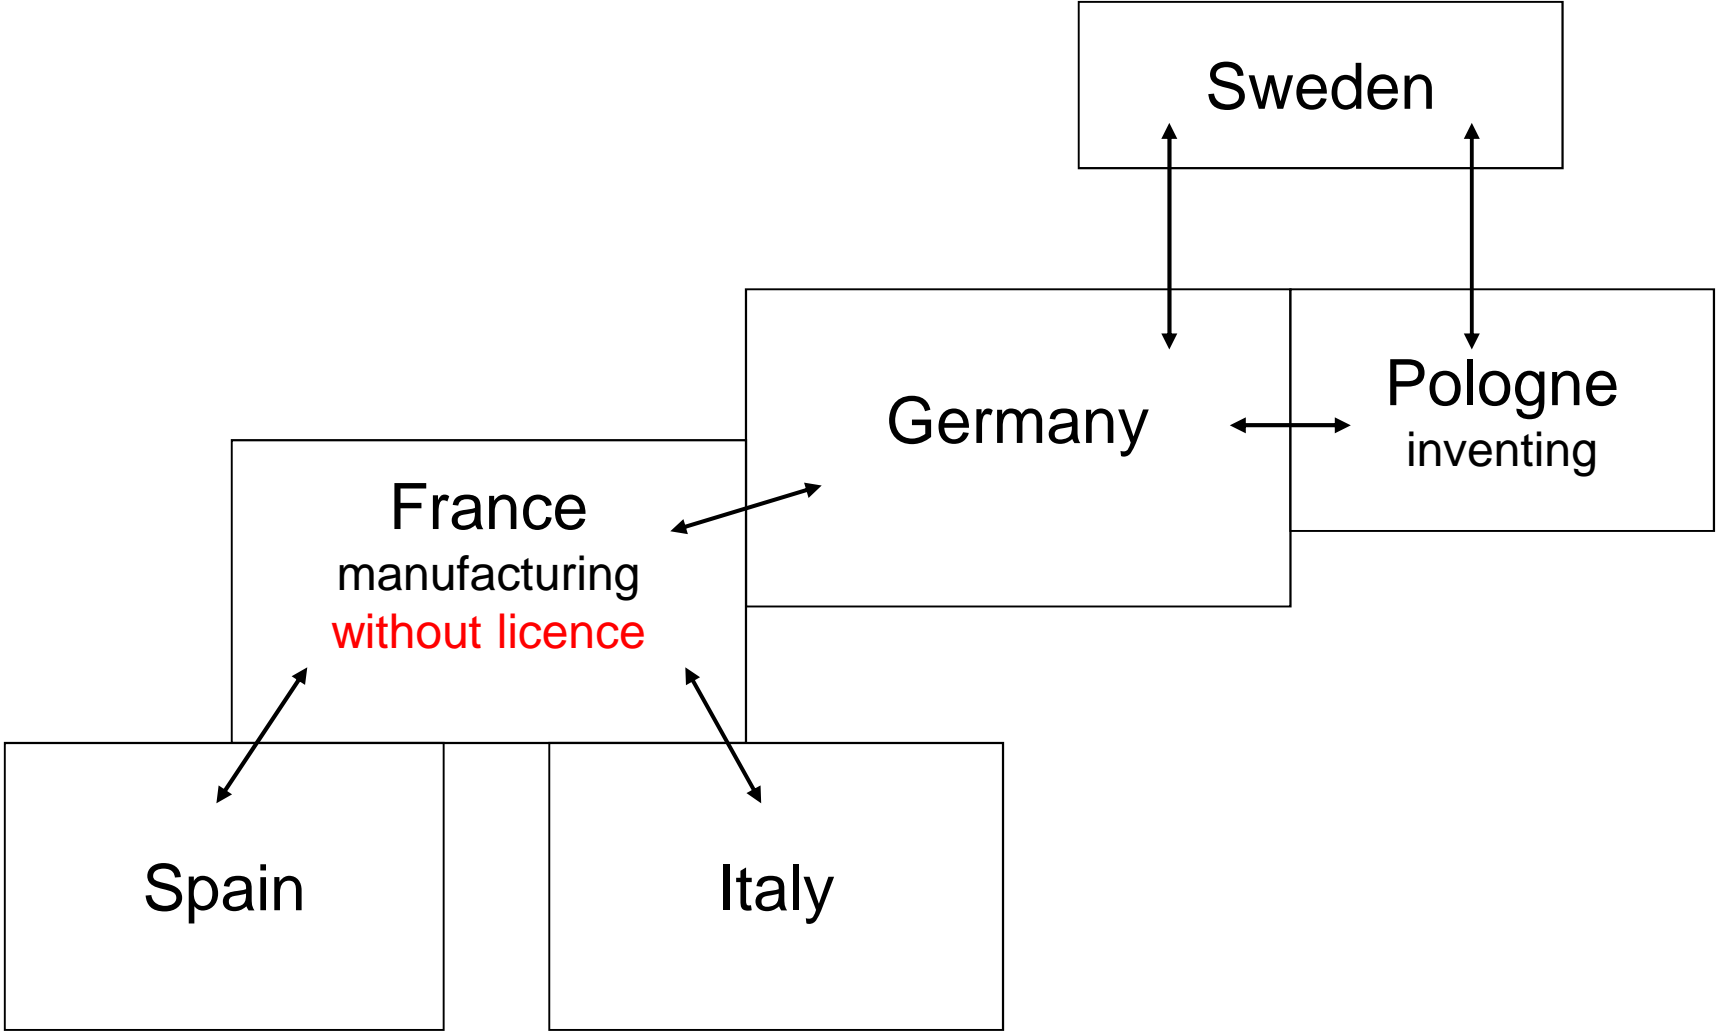 Sweden
Germany
Pologne
inventing
France
manufacturing
without licence
Spain
Italy